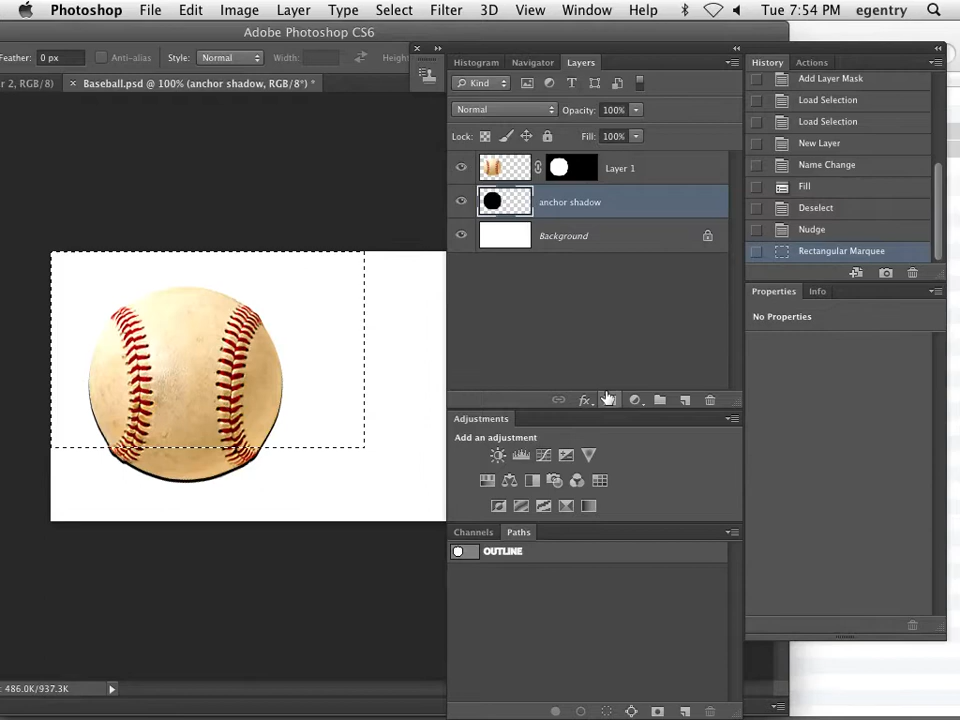 Photoshop File Edit Image Layer Type Select Filter 3D View Window Help Tue 7:54 PM egentry
Adobe Photoshop CS6
Feather: 0 px Anti-alias Style: Normal Width: Height:
r 2, RGB/8) × Baseball.psd @ 100% (anchor shadow, RGB/8*) *
Histogram Navigator Layers
Kind
Normal Opacity: 100%
Lock: Fill: 100%
Layer 1
anchor shadow
Background
fx
Adjustments
Add an adjustment
Channels Paths
OUTLINE
History Actions
Add Layer Mask
Load Selection
Load Selection
New Layer
Name Change
Fill
Deselect
Nudge
Rectangular Marquee
Properties Info
No Properties
: 486.0K/937.3K